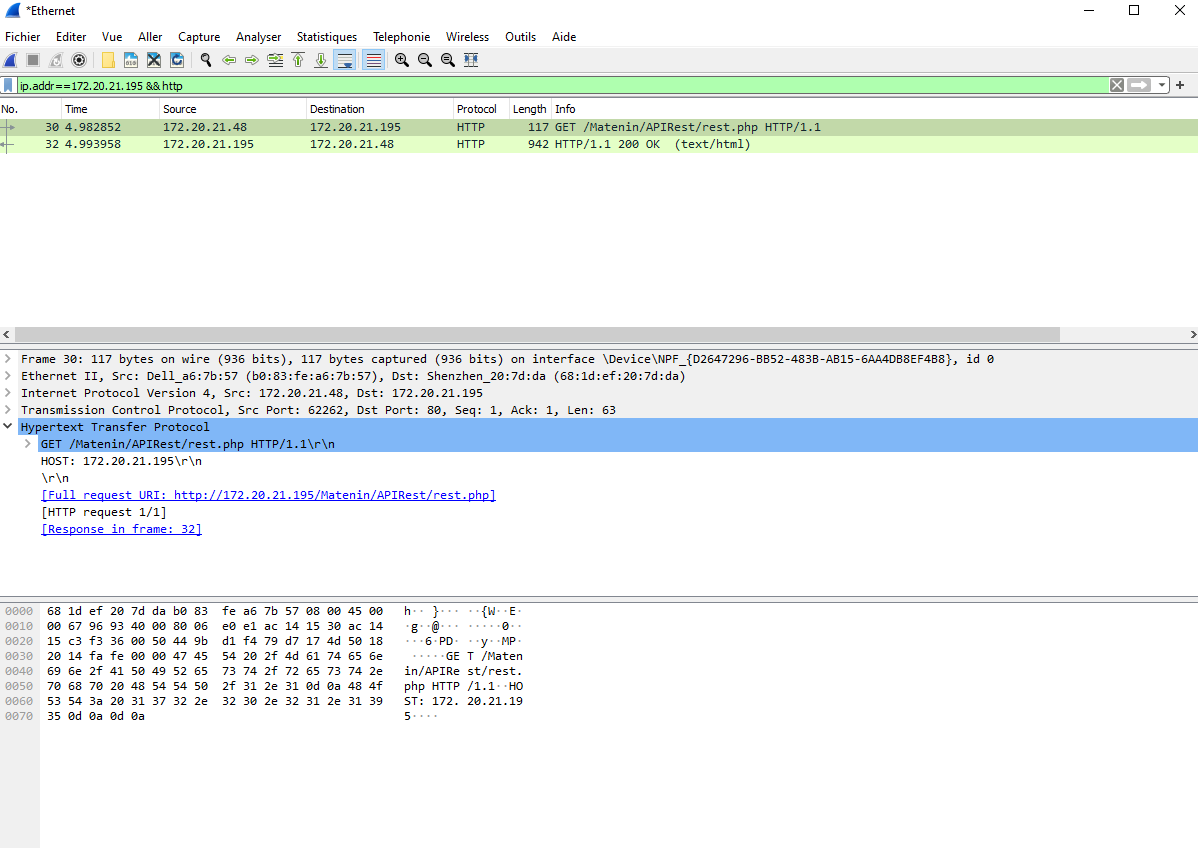 *Ethernet
Fichier Editer Vue Aller Capture Analyser Statistiques Telephonie Wireless Outils Aide
ip.addr==172.20.21.195 && http
No. Time Source Destination Protocol Length Info
30 4.982852 172.20.21.48 172.20.21.195 HTTP 117 GET /Matenin/APIRest/rest.php HTTP/1.1
32 4.993958 172.20.21.195 172.20.21.48 HTTP 942 HTTP/1.1 200 OK (text/html)
Frame 30: 117 bytes on wire (936 bits), 117 bytes captured (936 bits) on interface \Device\NPF_{D2647296-BB52-483B-AB15-6AA4DB8EF4B8}, id 0
Ethernet II, Src: Dell_a6:7b:57 (b0:83:fe:a6:7b:57), Dst: Shenzhen_20:7d:da (68:1d:ef:20:7d:da)
Internet Protocol Version 4, Src: 172.20.21.48, Dst: 172.20.21.195
Transmission Control Protocol, Src Port: 62262, Dst Port: 80, Seq: 1, Ack: 1, Len: 63
Hypertext Transfer Protocol
GET /Matenin/APIRest/rest.php HTTP/1.1\r\n
HOST: 172.20.21.195\r\n
\r\n
[Full request URI: http://172.20.21.195/Matenin/APIRest/rest.php]
[HTTP request 1/1]
[Response in frame: 32]
0000 68 1d ef 20 7d da b0 83 fe a6 7b 57 08 00 45 00 h·· }··· ··{W··E·
0010 00 67 96 93 40 00 80 06 e0 e1 ac 14 15 30 ac 14 ·g··@··· ·····0··
0020 15 c3 f3 36 00 50 44 9b d1 f4 79 d7 17 4d 50 18 ···6·PD· ··y··MP·
0030 20 14 fa fe 00 00 47 45 54 20 2f 4d 61 74 65 6e ·····GE T /Maten
0040 69 6e 2f 41 50 49 52 65 73 74 2f 72 65 73 74 2e in/APIRe st/rest.
0050 70 68 70 20 48 54 54 50 2f 31 2e 31 0d 0a 48 4f php HTTP /1.1··HO
0060 53 54 3a 20 31 37 32 2e 32 30 2e 32 31 2e 31 39 ST: 172. 20.21.19
0070 35 0d 0a 0d 0a 5····